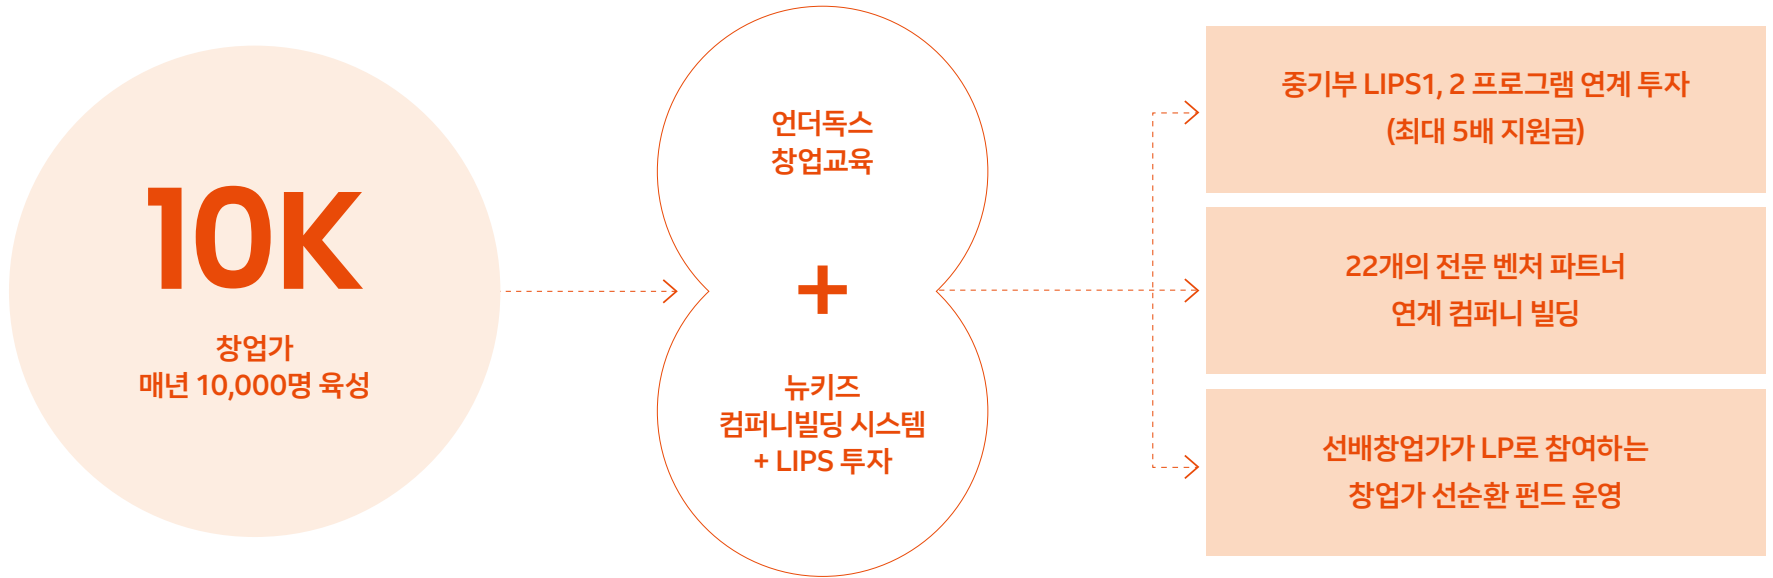 10K
창업가
매년 10,000명 육성
언더독스
창업교육
+
뉴키즈
컴퍼니빌딩 시스템
+ LIPS 투자
중기부 LIPS1, 2 프로그램 연계 투자
(최대 5배 지원금)
22개의 전문 벤처 파트너
연계 컴퍼니 빌딩
선배창업가가 LP로 참여하는
창업가 선순환 펀드 운영